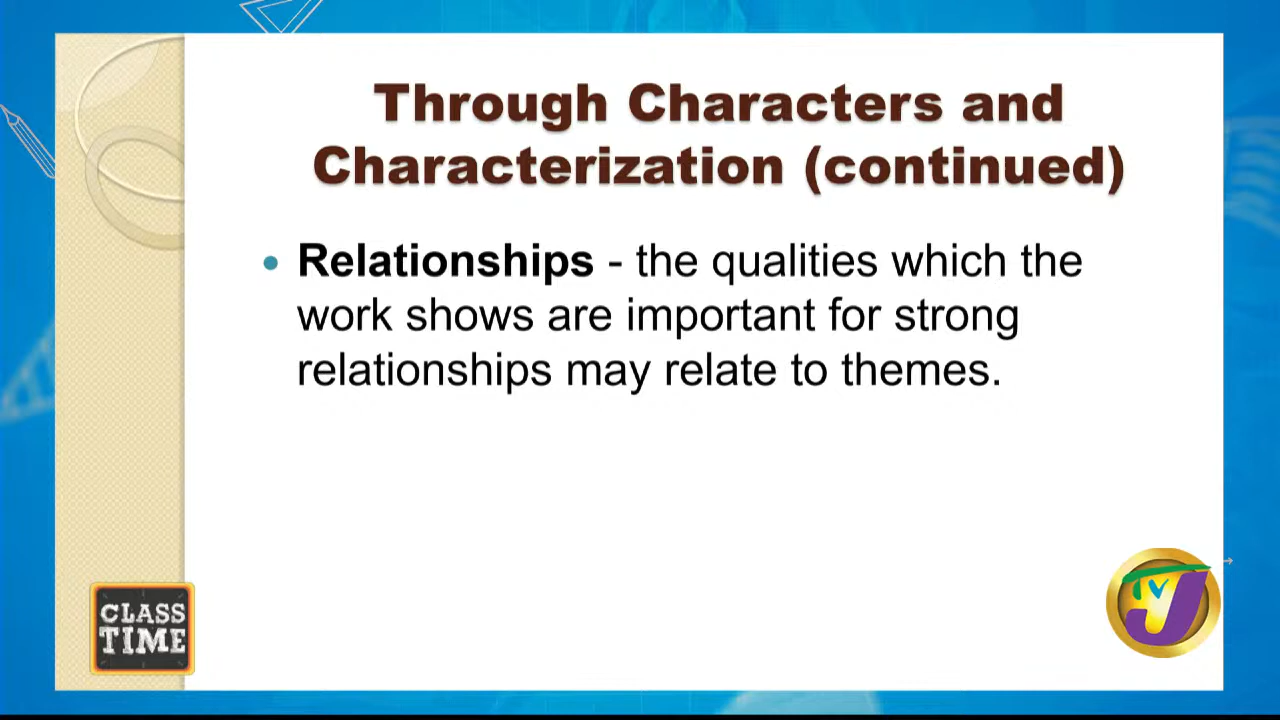 Through Characters and
Characterization (continued)
Relationships - the qualities which the
work shows are important for strong
relationships may relate to themes.
CLASS
TIME
TVJ